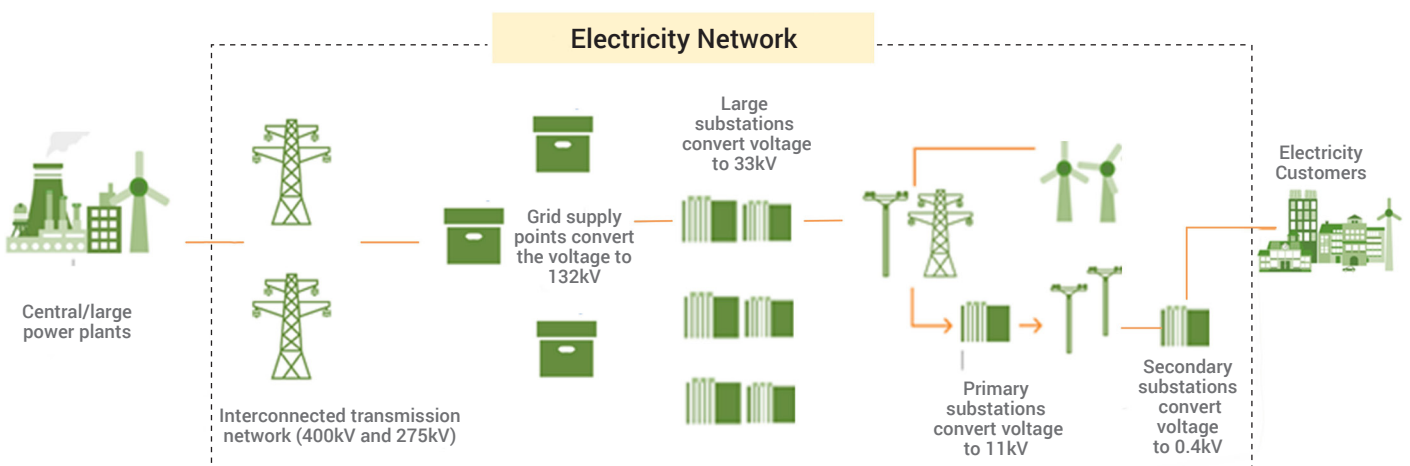 Electricity Network
Central/large
power plants
Interconnected transmission
network (400kV and 275kV)
Grid supply
points convert
the voltage to
132kV
Large
substations
convert voltage
to 33kV
Primary
substations
convert voltage
to 11kV
Secondary
substations
convert
voltage
to 0.4kV
Electricity
Customers